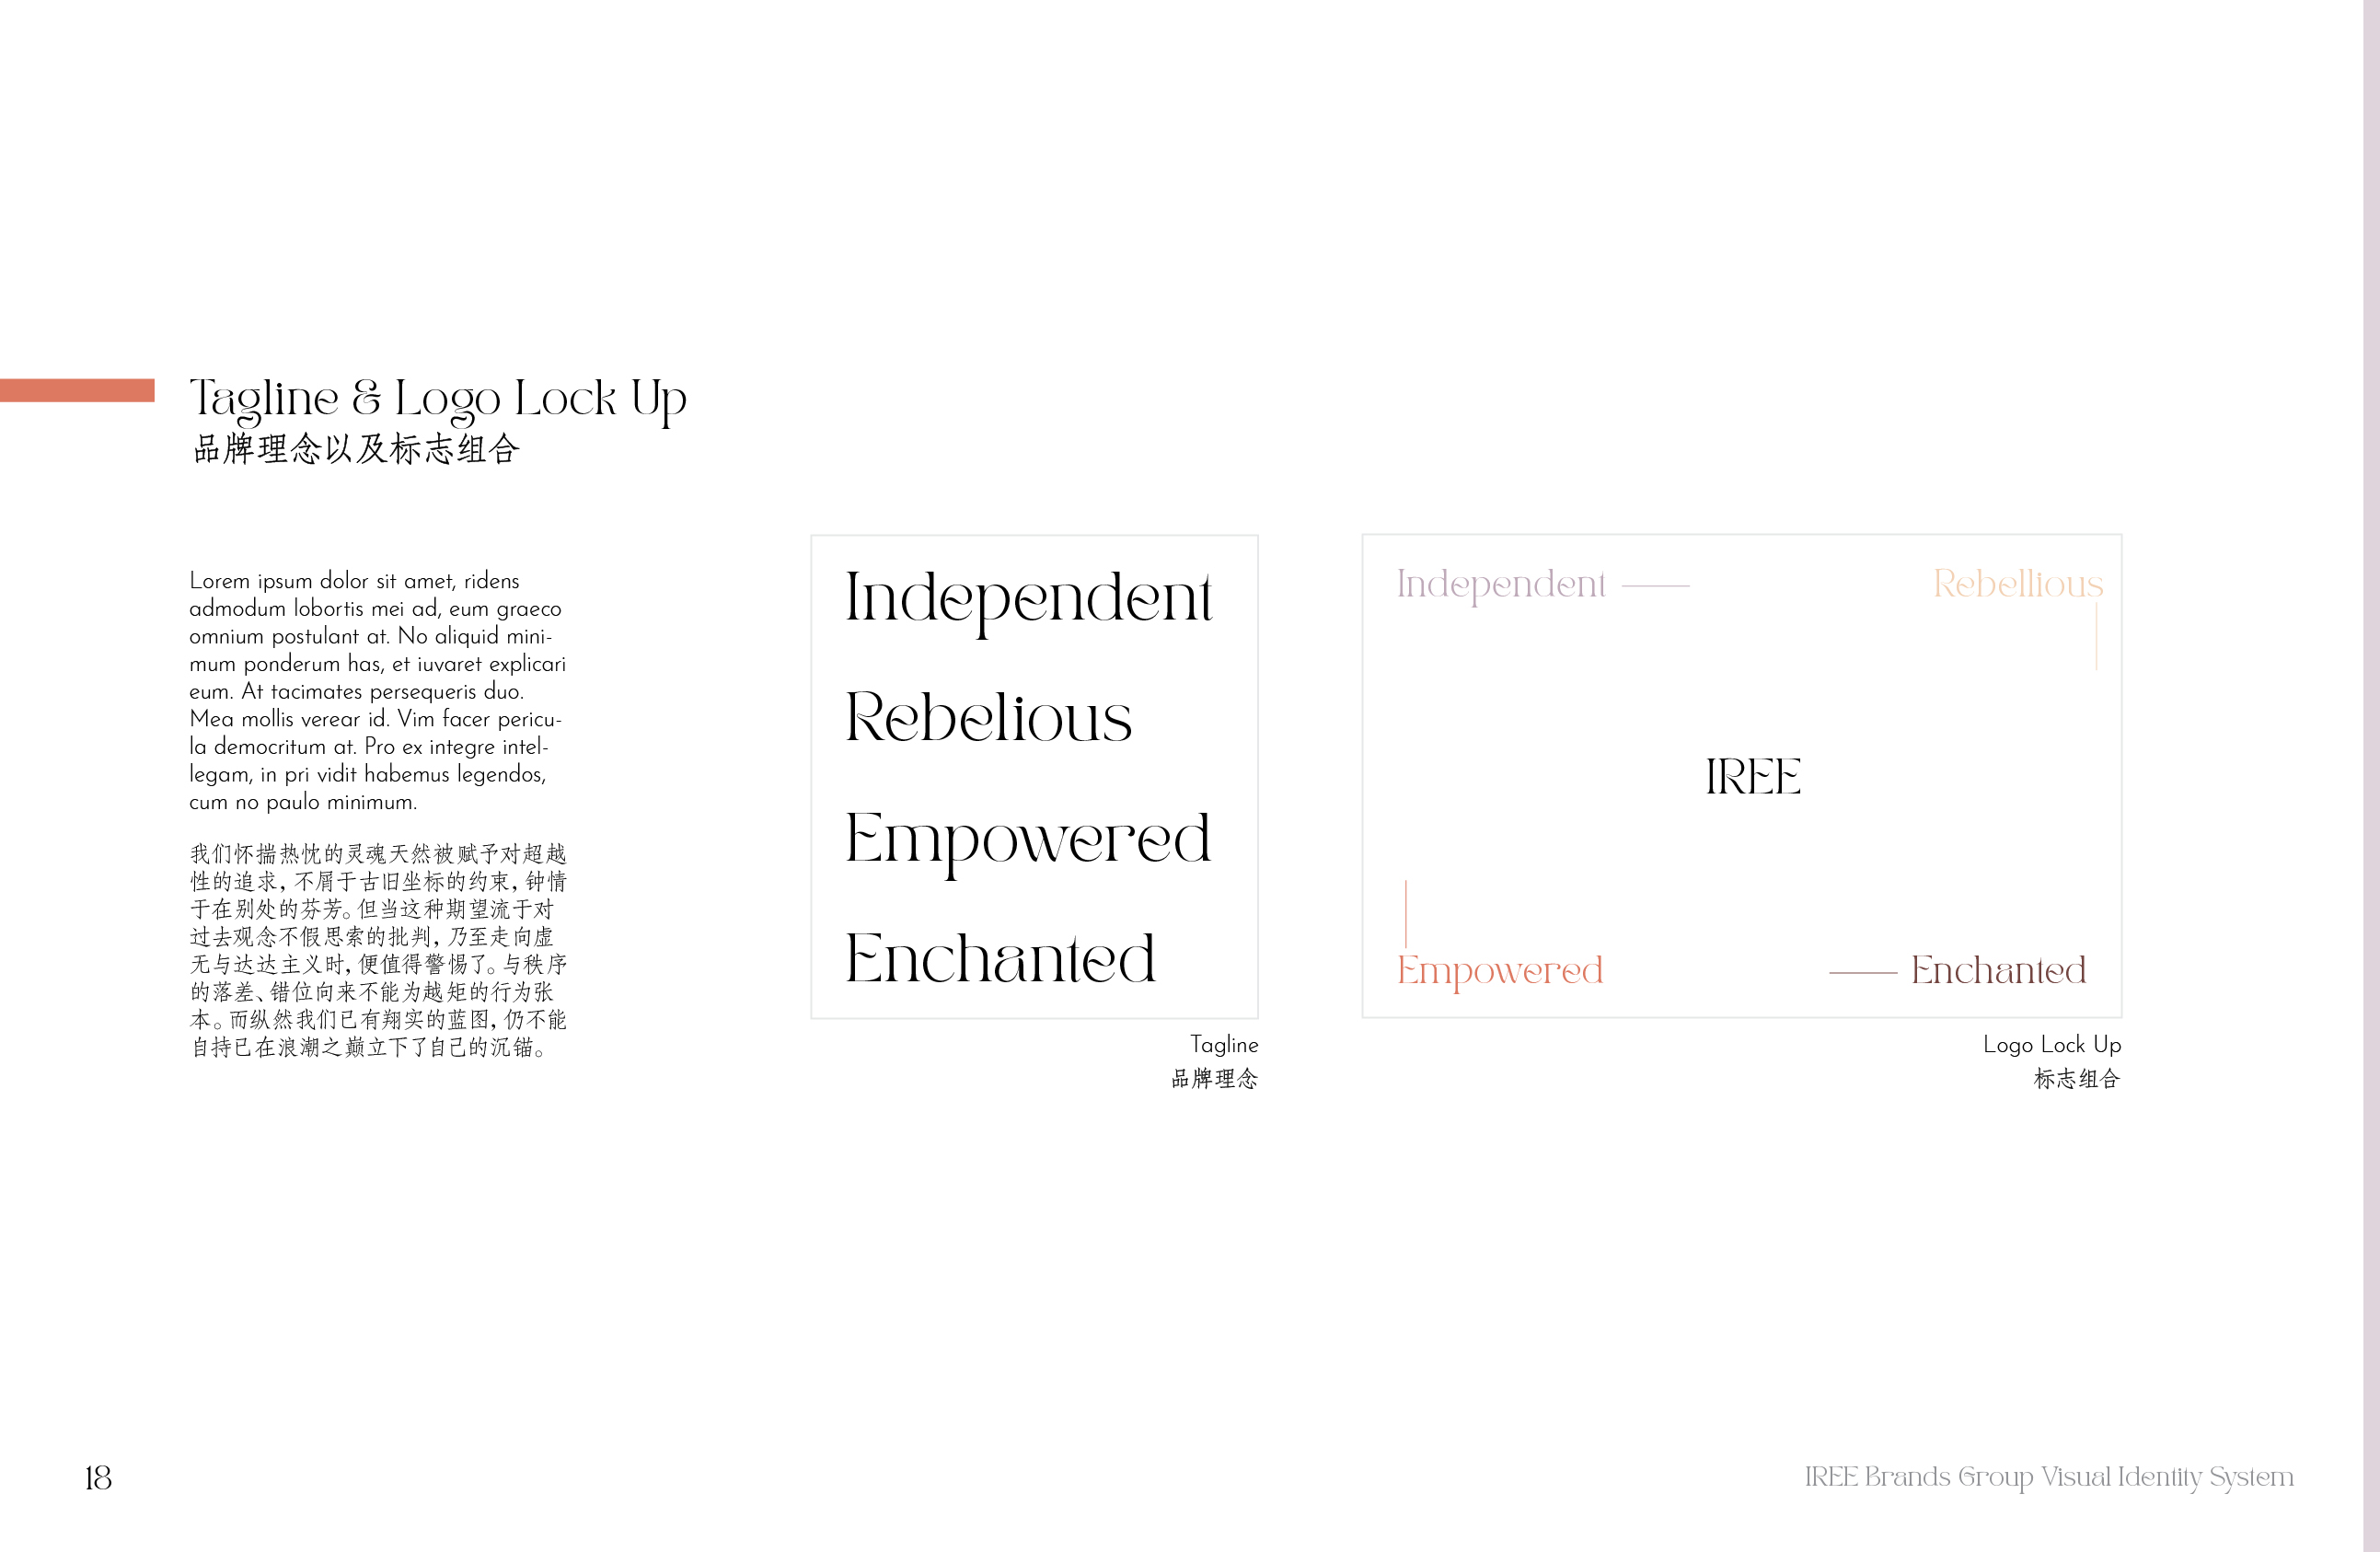 Tagline & Logo Lock Up
品牌理念以及标志组合
Lorem ipsum dolor sit amet, ridens
admodum lobortis mei ad, eum graeco
omnium postulant at. No aliquid mini-
mum ponderum has, et iuvaret explicari
eum. At tacimates persequeris duo.
Mea mollis verear id. Vim facer pericu-
la democritum at. Pro ex integre intel-
legam, in pri vidit habemus legendos,
cum no paulo minimum.
我们怀揣热忱的灵魂天然被赋予对超越
性的追求，不屑于古旧坐标的约束，钟情
于在别处的芬芳。但当这种期望流于对
过去观念不假思索的批判，乃至走向虚
无与达达主义时，便值得警惕了。与秩序
的落差、错位向来不能为越矩的行为张
本。而纵然我们已有翔实的蓝图，仍不能
自持已在浪潮之巅立下了自己的沉锚。
Independent
Rebelious
Empowered
Enchanted
Tagline
品牌理念
Independent
Rebellious
IREE
Empowered
Enchanted
Logo Lock Up
标志组合
18
IREE Brands Group Visual Identity System